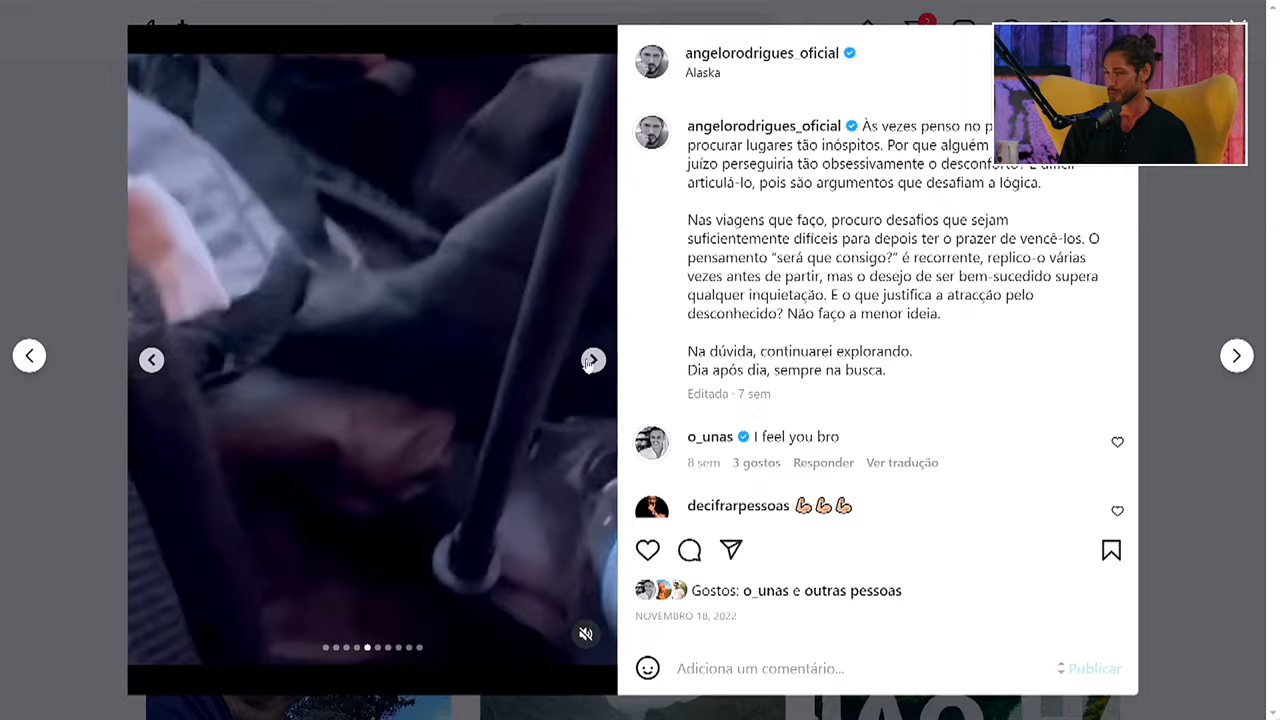 angelorodrigues_oficial
Alaska
angelorodrigues_oficial Às vezes penso no p
procurar lugares tão inóspitos. Por que alguém
juízo perseguiria tão obsessivamente o desconforto? É difícil
articulá-lo, pois são argumentos que desafiam a lógica.
Nas viagens que faço, procuro desafios que sejam
suficientemente difíceis para depois ter o prazer de vencê-los. O
pensamento “será que consigo?” é recorrente, replico-o várias
vezes antes de partir, mas o desejo de ser bem-sucedido supera
qualquer inquietação. E o que justifica a atracção pelo
desconhecido? Não faço a menor ideia.
Na dúvida, continuarei explorando.
Dia após dia, sempre na busca.
Editada · 7 sem
o_unas I feel you bro
8 sem 3 gostos Responder Ver tradução
decifrarpessoas 💪🏼💪🏼💪🏼
Gostos: o_unas e outras pessoas
NOVEMBRO 18, 2022
Adiciona um comentário... Publicar